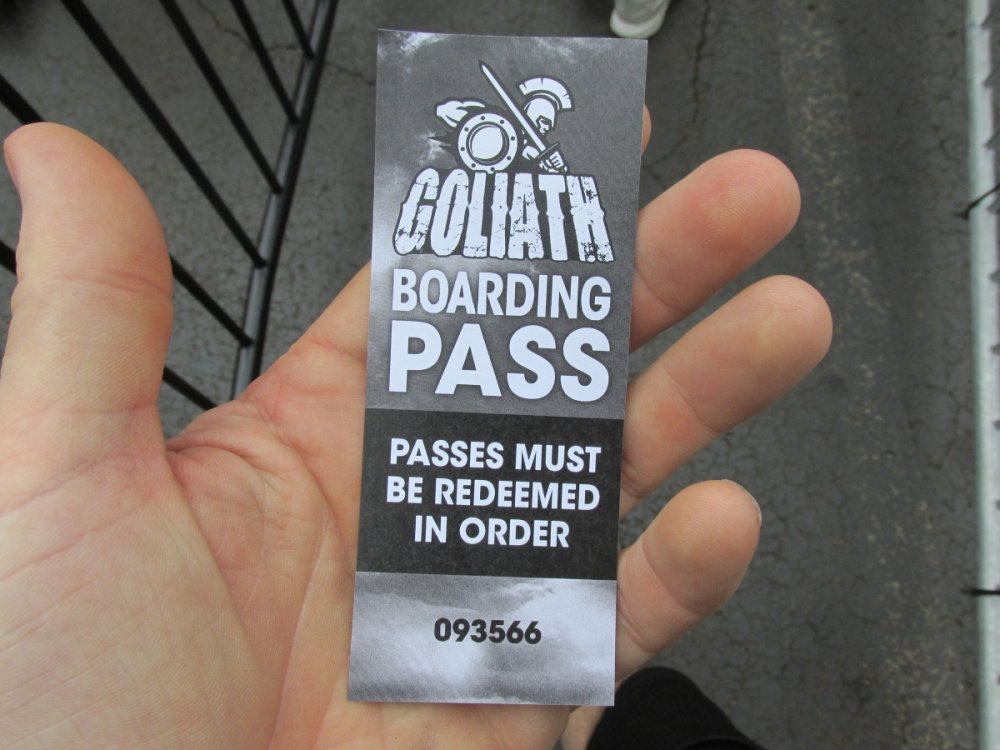 GOLIATH
BOARDING
PASS
PASSES MUST
BE REDEEMED
IN ORDER
093566